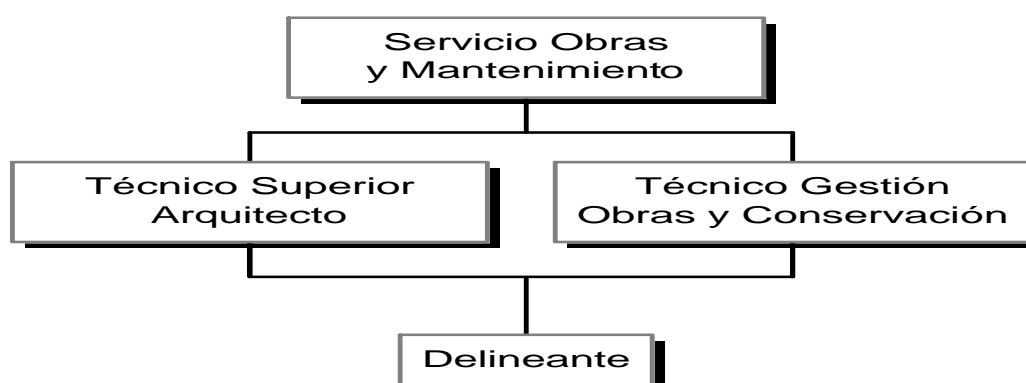 Servicio Obras
y Mantenimiento
Técnico Superior
Arquitecto
Técnico Gestión
Obras y Conservación
Delineante